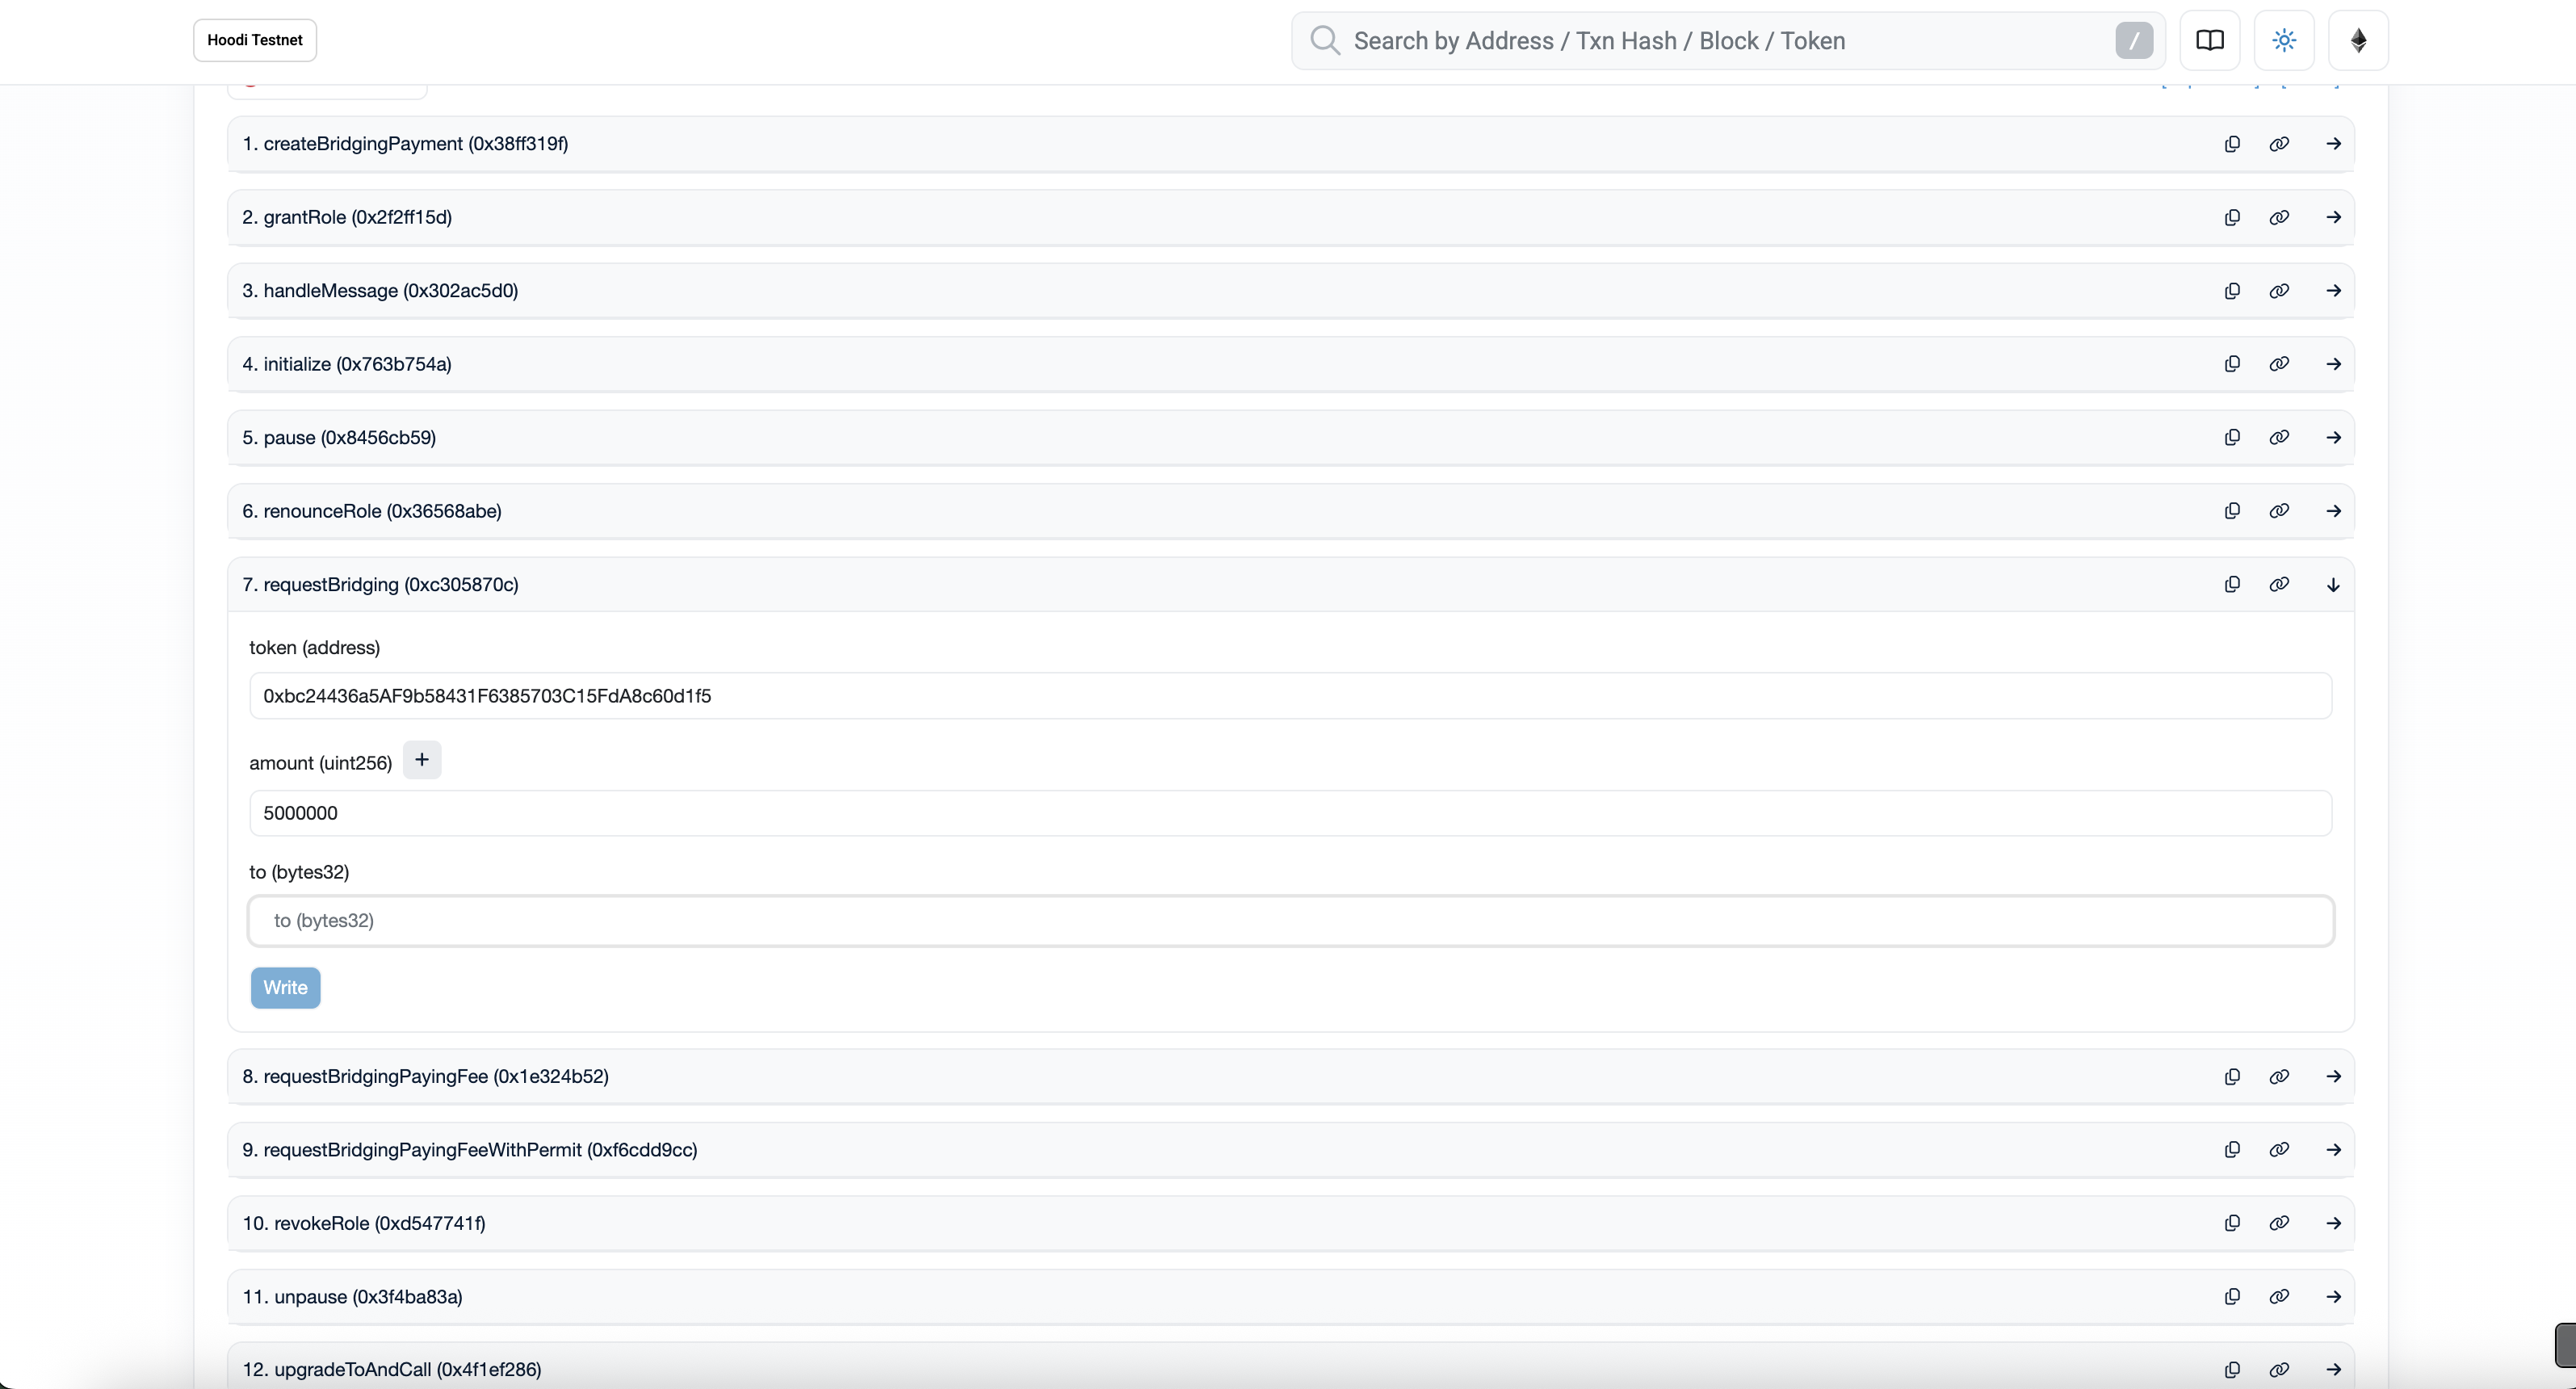 Hoodi Testnet
Search by Address / Txn Hash / Block / Token
/
1. createBridgingPayment (0x38ff319f)
2. grantRole (0x2f2ff15d)
3. handleMessage (0x302ac5d0)
4. initialize (0x763b754a)
5. pause (0x8456cb59)
6. renounceRole (0x36568abe)
7. requestBridging (0xc305870c)
token (address)
0xbc24436a5AF9b58431F6385703C15FdA8c60d1f5
amount (uint256) +
5000000
to (bytes32)
to (bytes32)
Write
8. requestBridgingPayingFee (0x1e324b52)
9. requestBridgingPayingFeeWithPermit (0xf6cdd9cc)
10. revokeRole (0xd547741f)
11. unpause (0x3f4ba83a)
12. upgradeToAndCall (0x4f1ef286)